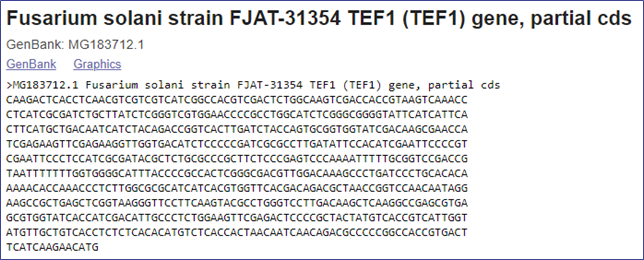 Fusarium solani strain FJAT-31354 TEF1 (TEF1) gene, partial cds
GenBank: MG183712.1
GenBank Graphics
>MG183712.1 Fusarium solani strain FJAT-31354 TEF1 (TEF1) gene, partial cds
CAAGACTCACCTCAACGTCGTCGTCATCGGCCACGTCGACTCTGGCAAGTCGACCACCGTAAGTCAAACC
CTCATCGCGATCTGCTTATCTCGGGTCGTGGAACCCCGCCTGGCATCTCGGGCGGGGTATTCATCATTCA
CTTCATGCTGACAATCATCTACAGACCGGTCACTTGATCTACCAGTGCGGTGGTATCGACAAGCGAACCA
TCGAGAAGTTCGAGAAGGTTGGTGACATCTCCCCCGATCGCGCCTTGATATTCCACATCGAATTCCCCGT
CGAATTCCCTCCATCGCGATACGCTCTGCGCCCGCTTCTCCCGAGTCCCAAAATTTTTGCGGTCCGACCG
TAATTTTTTTGGTGGGGCATTTACCCCGCCACTCGGGCGACGTTGGACAAAGCCCTGATCCCTGCACACA
AAAACACCAAACCCTCTTGGCGCGCATCATCACGTGGTTCACGACAGACGCTAACCGGTCCAACAATAGG
AAGCCGCTGAGCTCGGTAAGGGTTCCTTCAAGTACGCCTGGGTCCTTGACAAGCTCAAGGCCGAGCGTGA
GCGTGGTATCACCATCGACATTGCCCTCTGGAAGTTCGAGACTCCCCGCTACTATGTCACCGTCATTGGT
ATGTTGCTGTCACCTCTCTCACACATGTCTCACCACTAACAATCAACAGACGCCCCCGGCCACCGTGACT
TCATCAAGAACATG